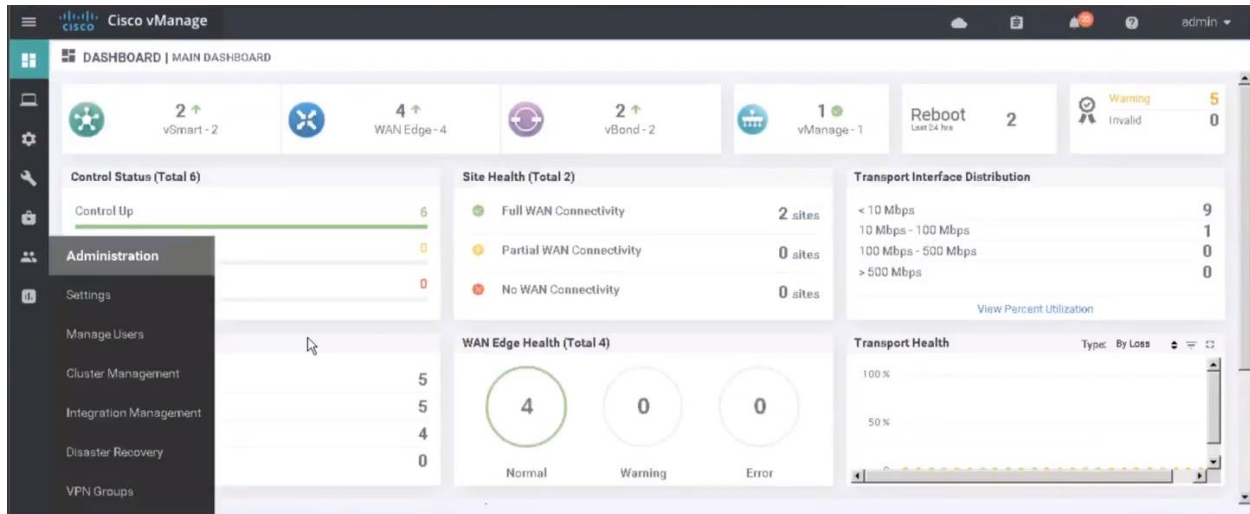 CISCO Cisco vManage admin
DASHBOARD | MAIN DASHBOARD
2 vSmart - 2
4 WAN Edge - 4
2 vBond - 2
1 vManage - 1
Reboot Last 24 hrs 2
Warning 5
Invalid 0
Control Status (Total 6)
Control Up 6
0
0
Site Health (Total 2)
Full WAN Connectivity 2 sites
Partial WAN Connectivity 0 sites
No WAN Connectivity 0 sites
Transport Interface Distribution
< 10 Mbps 9
10 Mbps - 100 Mbps 1
100 Mbps - 500 Mbps 0
> 500 Mbps 0
View Percent Utilization
Administration
Settings
Manage Users
Cluster Management
Integration Management
Disaster Recovery
VPN Groups
5
5
4
0
WAN Edge Health (Total 4)
4 0 0
Normal Warning Error
Transport Health Type: By Loss
100 %
50 %